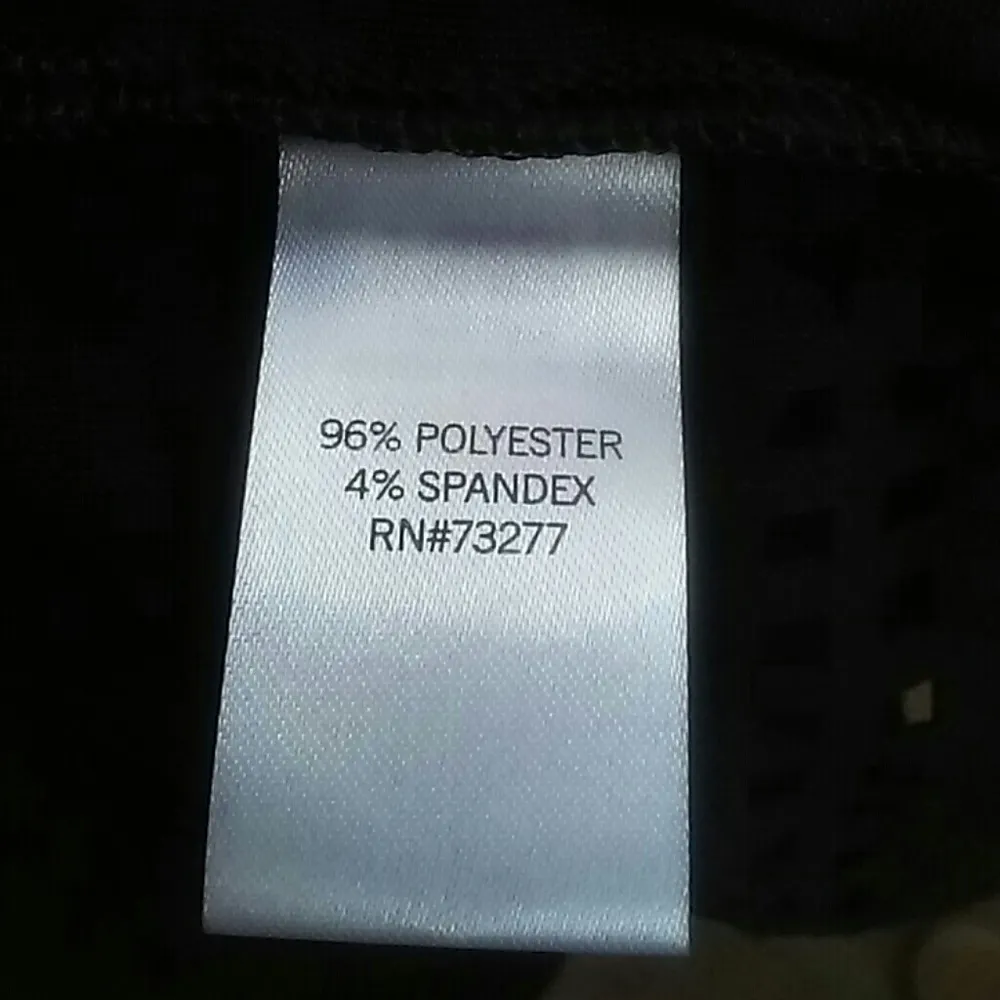 96% POLYESTER
4% SPANDEX
RN#73277